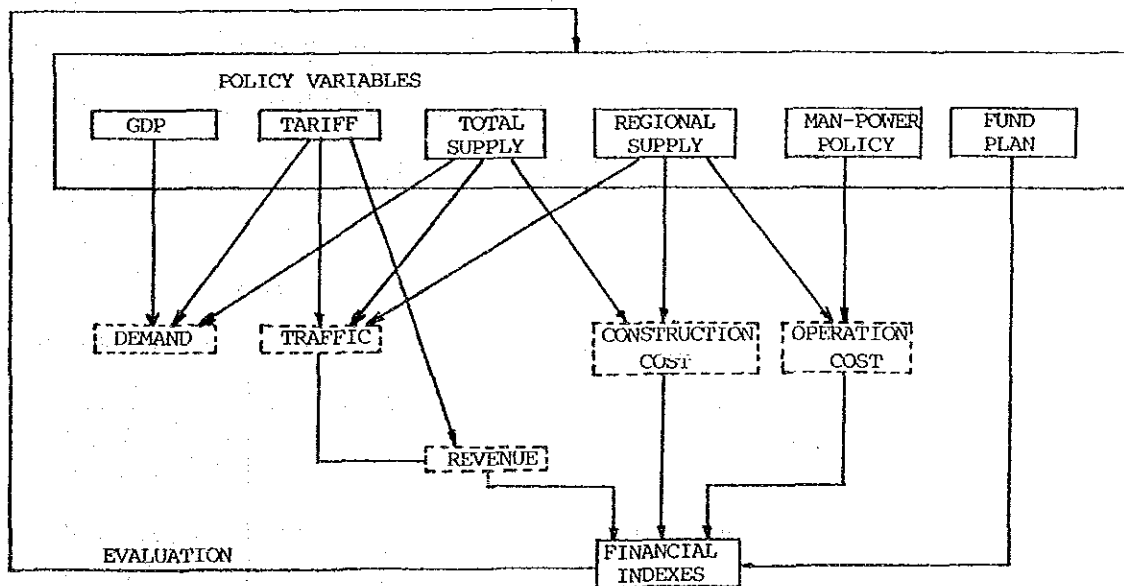 POLICY VARIABLES
GDP
TARIFF
TOTAL
SUPPLY
REGIONAL
SUPPLY
MAN-POWER
POLICY
FUND
PLAN
DEMAND
TRAFFIC
CONSTRUCTION
COST
OPERATION
COST
REVENUE
EVALUATION
FINANCIAL
INDEXES